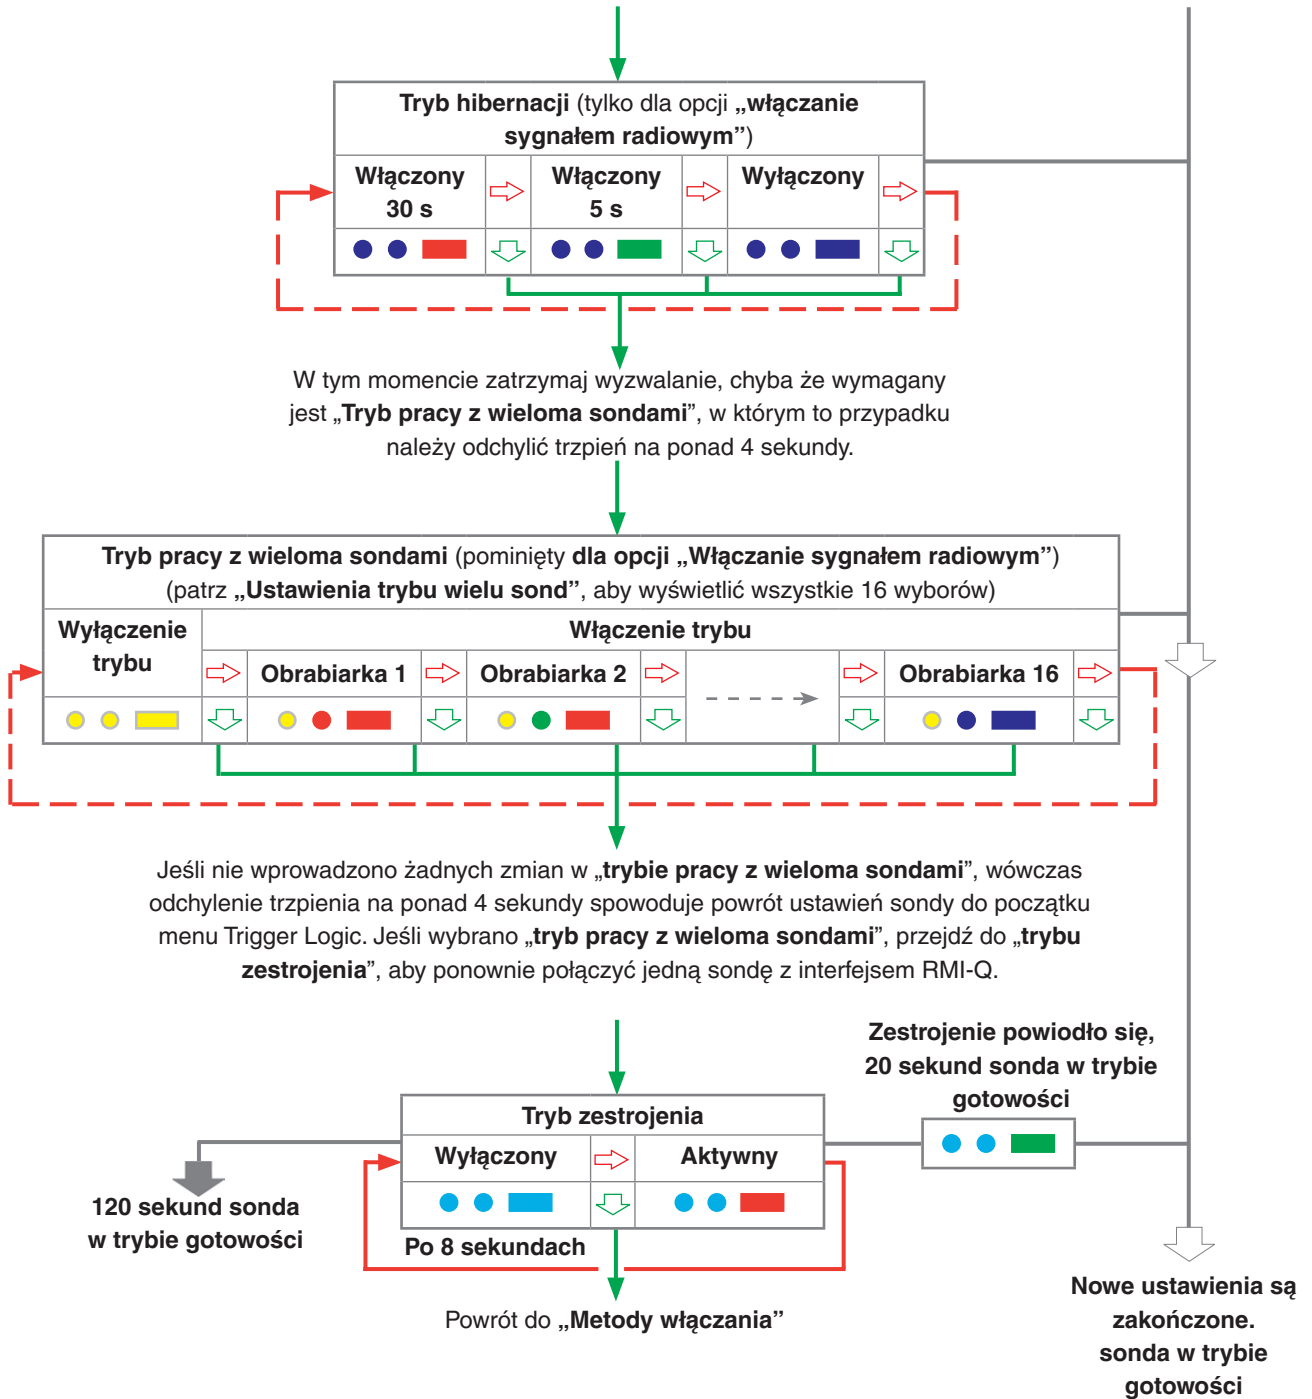 Tryb hibernacji (tylko dla opcji „włączanie
sygnałem radiowym”)
Włączony
30 s
Włączony
5 s
Wyłączony
W tym momencie zatrzymaj wyzwalanie, chyba że wymagany
jest „Tryb pracy z wieloma sondami”, w którym to przypadku
należy odchylić trzpień na ponad 4 sekundy.
Tryb pracy z wieloma sondami (pominięty dla opcji „Włączanie sygnałem radiowym”)
(patrz „Ustawienia trybu wielu sond”, aby wyświetlić wszystkie 16 wyborów)
Wyłączenie
trybu
Włączenie trybu
Obrabiarka 1
Obrabiarka 2
Obrabiarka 16
Jeśli nie wprowadzono żadnych zmian w „trybie pracy z wieloma sondami”, wówczas
odchylenie trzpienia na ponad 4 sekundy spowoduje powrót ustawień sondy do początku
menu Trigger Logic. Jeśli wybrano „tryb pracy z wieloma sondami”, przejdź do „trybu
zestrojenia”, aby ponownie połączyć jedną sondę z interfejsem RMI-Q.
Zestrojenie powiodło się,
20 sekund sonda w trybie
gotowości
Tryb zestrojenia
Wyłączony
Aktywny
120 sekund sonda
w trybie gotowości
Po 8 sekundach
Powrót do „Metody włączania”
Nowe ustawienia są
zakończone.
sonda w trybie
gotowości